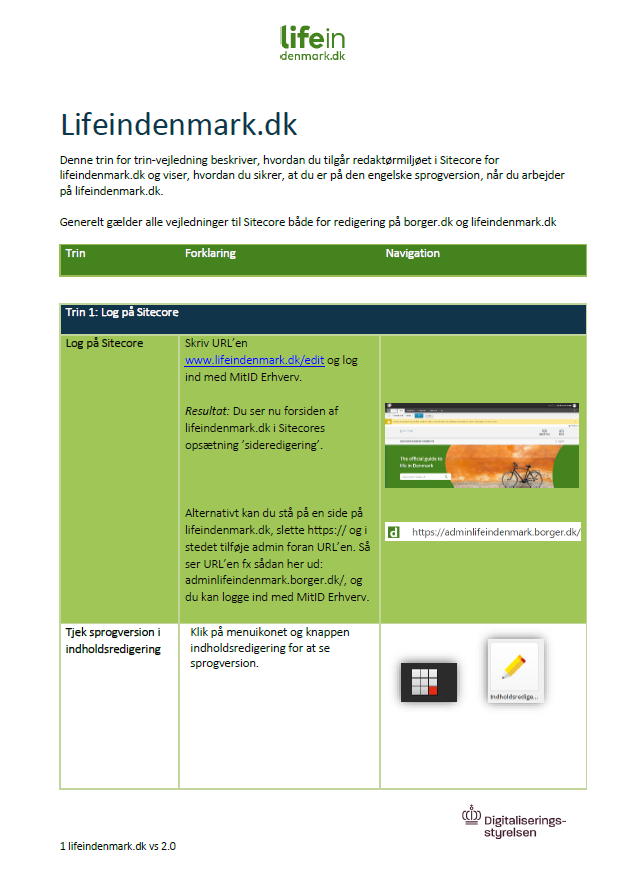 lifein
denmark.dk
Lifeindenmark.dk
Denne trin for trin-vejledning beskriver, hvordan du tilgår redaktørmiljøet i Sitecore for
lifeindenmark.dk og viser, hvordan du sikrer, at du er på den engelske sprogversion, når du arbejder
på lifeindenmark.dk.
Generelt gælder alle vejledninger til Sitecore både for redigering på borger.dk og lifeindenmark.dk
Trin Forklaring Navigation
Trin 1: Log på Sitecore
Log på Sitecore
Skriv URL'en
www.lifeindenmark.dk/edit og log
ind med MitID Erhverv.
Resultat: Du ser nu forsiden af
lifeindenmark.dk i Sitecores
opsætning 'sideredigering'.
The official guide to
life in Denmark
Alternativt kan du stå på en side på
lifeindenmark.dk, slette https:// og i
stedet tilføje admin foran URL'en. Så
ser URL'en fx sådan her ud:
adminlifeindenmark.borger.dk/, og
du kan logge ind med MitID Erhverv.
d https://adminlifeindenmark.borger.dk/
Tjek sprogversion i
indholdsredigering
Klik på menuikonet og knappen
indholdsredigering for at se
sprogversion.
Indholdsredige...
Digitaliserings-
styrelsen
1 lifeindenmark.dk vs 2.0